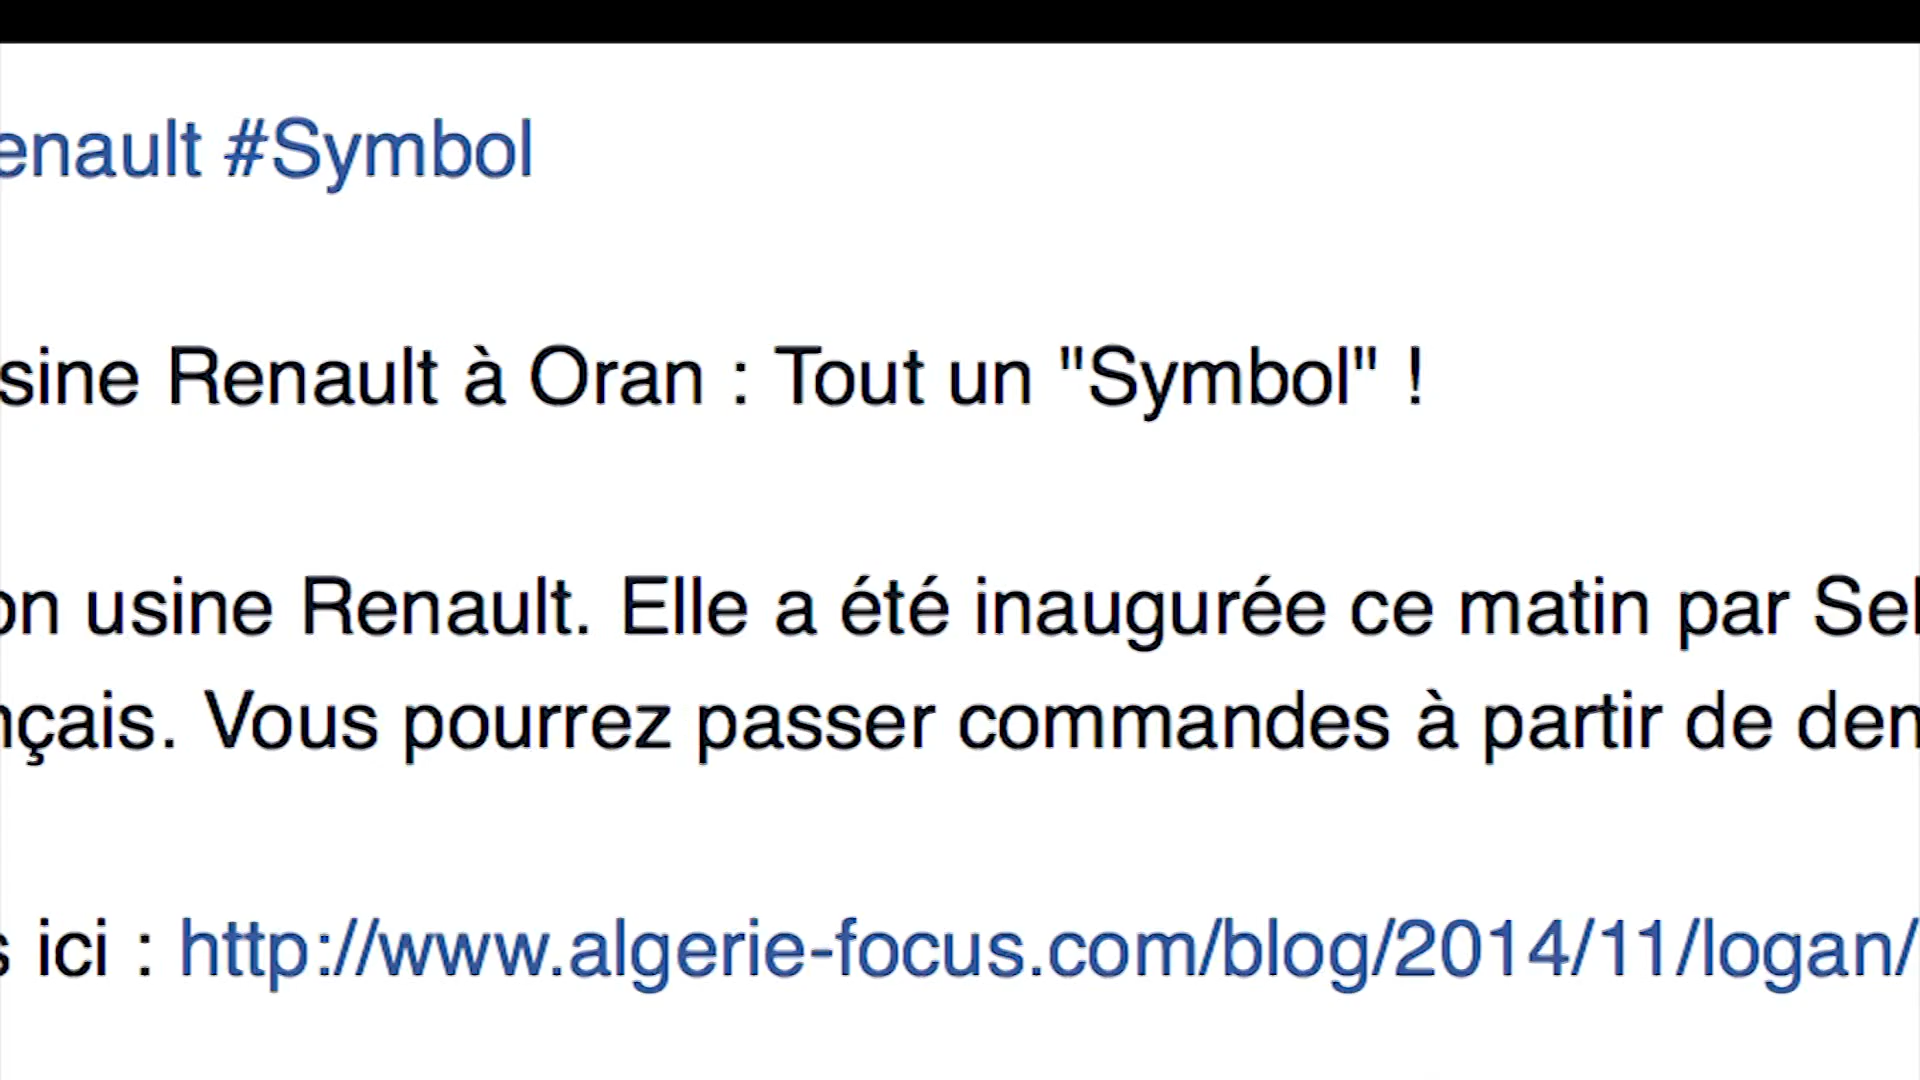 enault #Symbol
sine Renault à Oran : Tout un "Symbol" !
on usine Renault. Elle a été inaugurée ce matin par Sel
nçais. Vous pourrez passer commandes à partir de den
s ici : http://www.algerie-focus.com/blog/2014/11/logan/